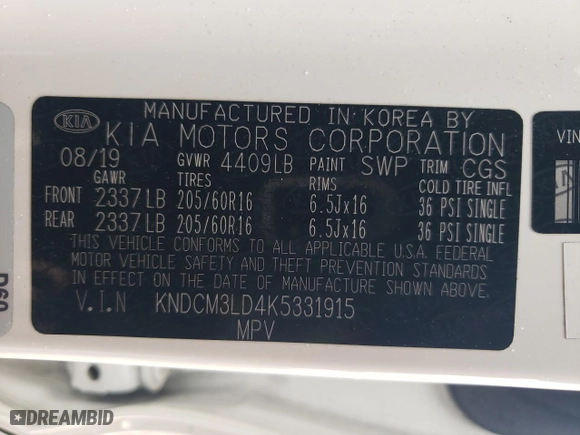 MANUFACTURED IN KOREA BY
KIA KIA MOTORS CORPORATION
08/19 GVWR 4409LB PAINT SWP TRIM CGS
GAWR TIRES RIMS COLD TIRE INFL
FRONT 2337LB 205/60R16 6.5Jx16 36 PSI SINGLE
REAR 2337LB 205/60R16 6.5Jx16 36 PSI SINGLE
THIS VEHICLE CONFORMS TO ALL APPLICABLE U.S.A. FEDERAL
MOTOR VEHICLE SAFETY AND THEFT PREVENTION STANDARDS
IN EFFECT ON THE DATE OF MANUFACTURE SHOWN ABOVE.
V.I.N KNDCM3LD4K5331915
MPV
VIN
D60
DREAMBID